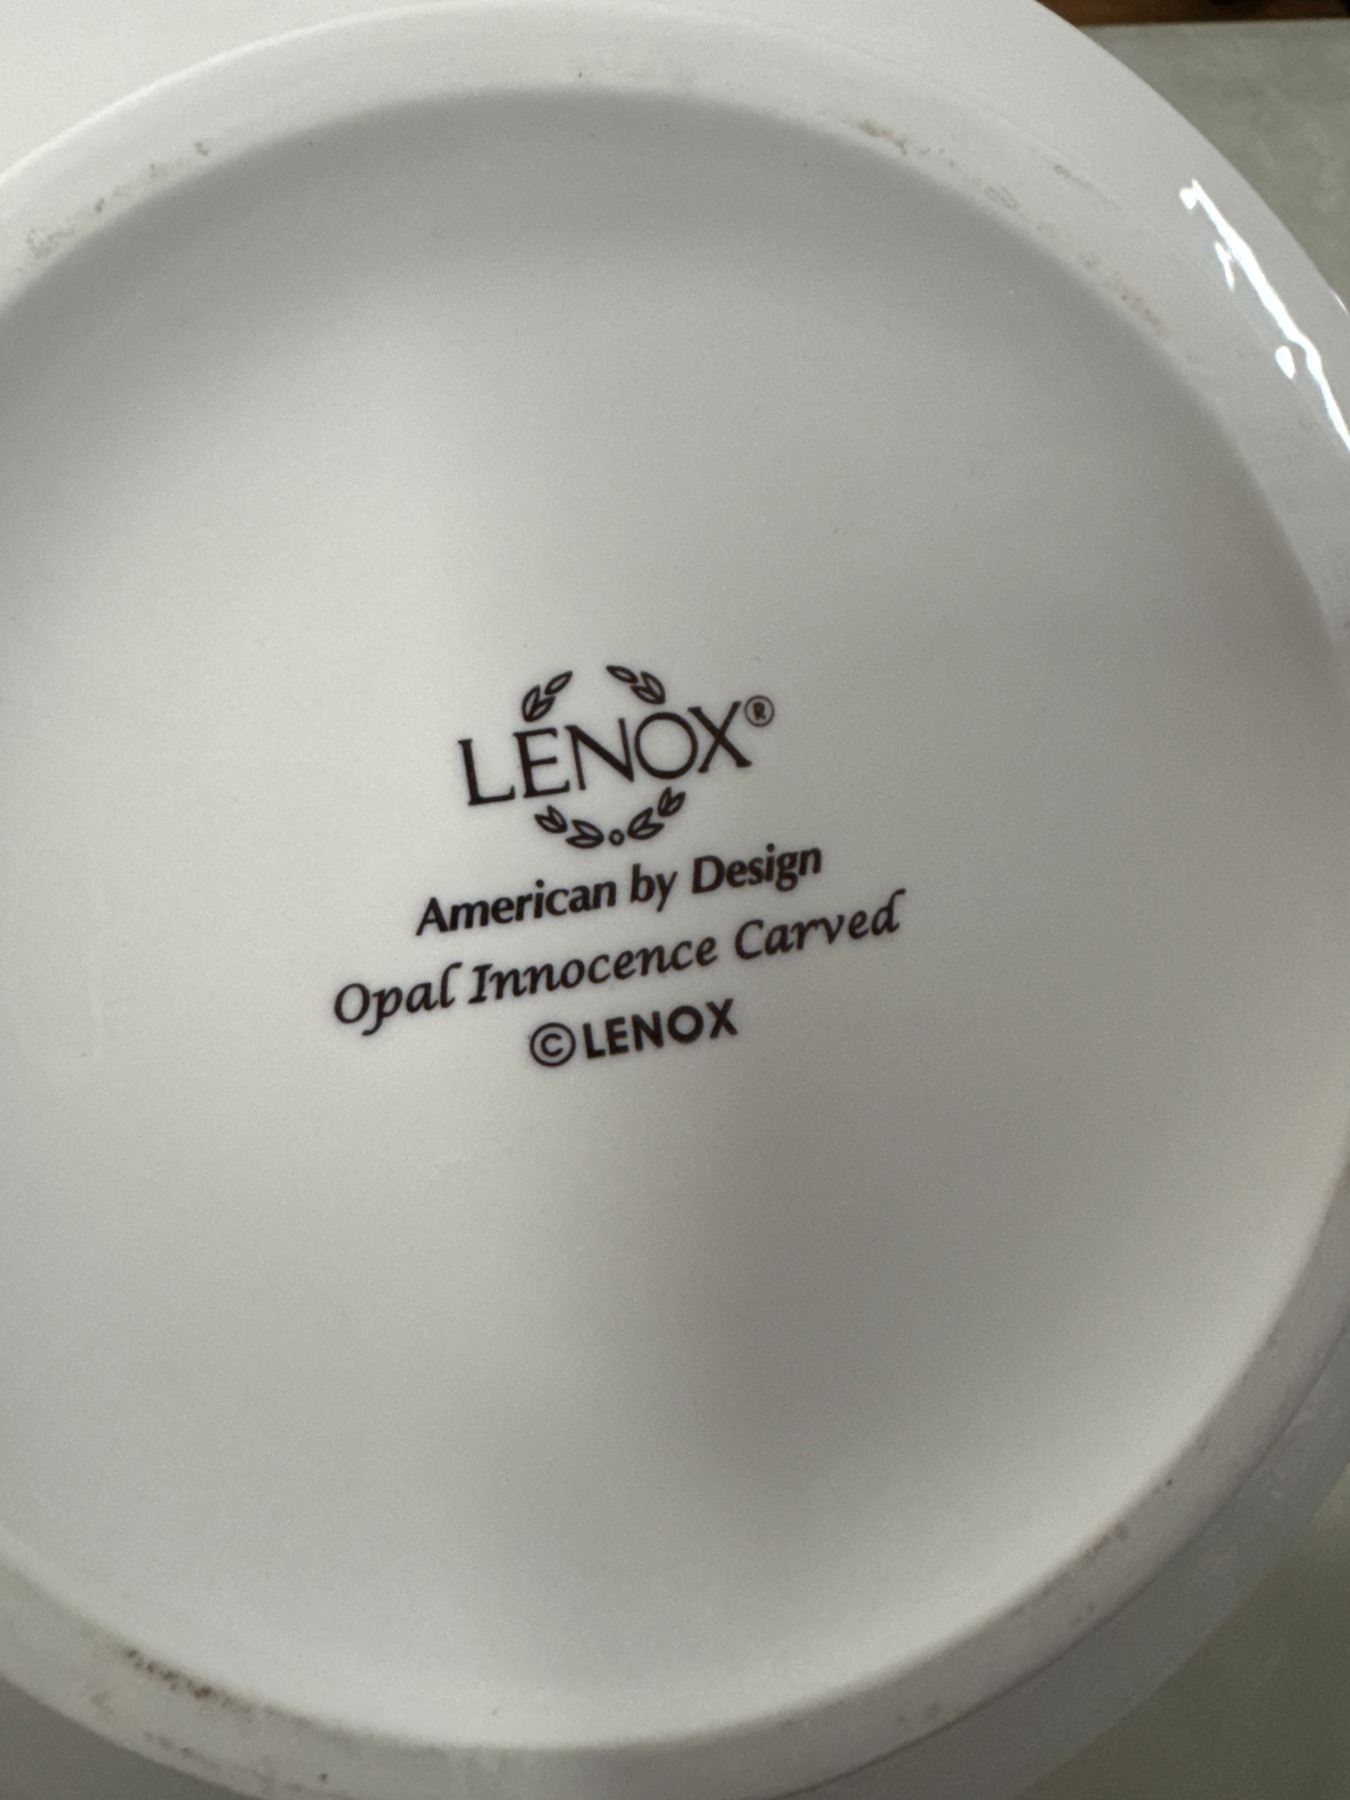 LENOX®
American by Design
Opal Innocence Carved
©LENOX